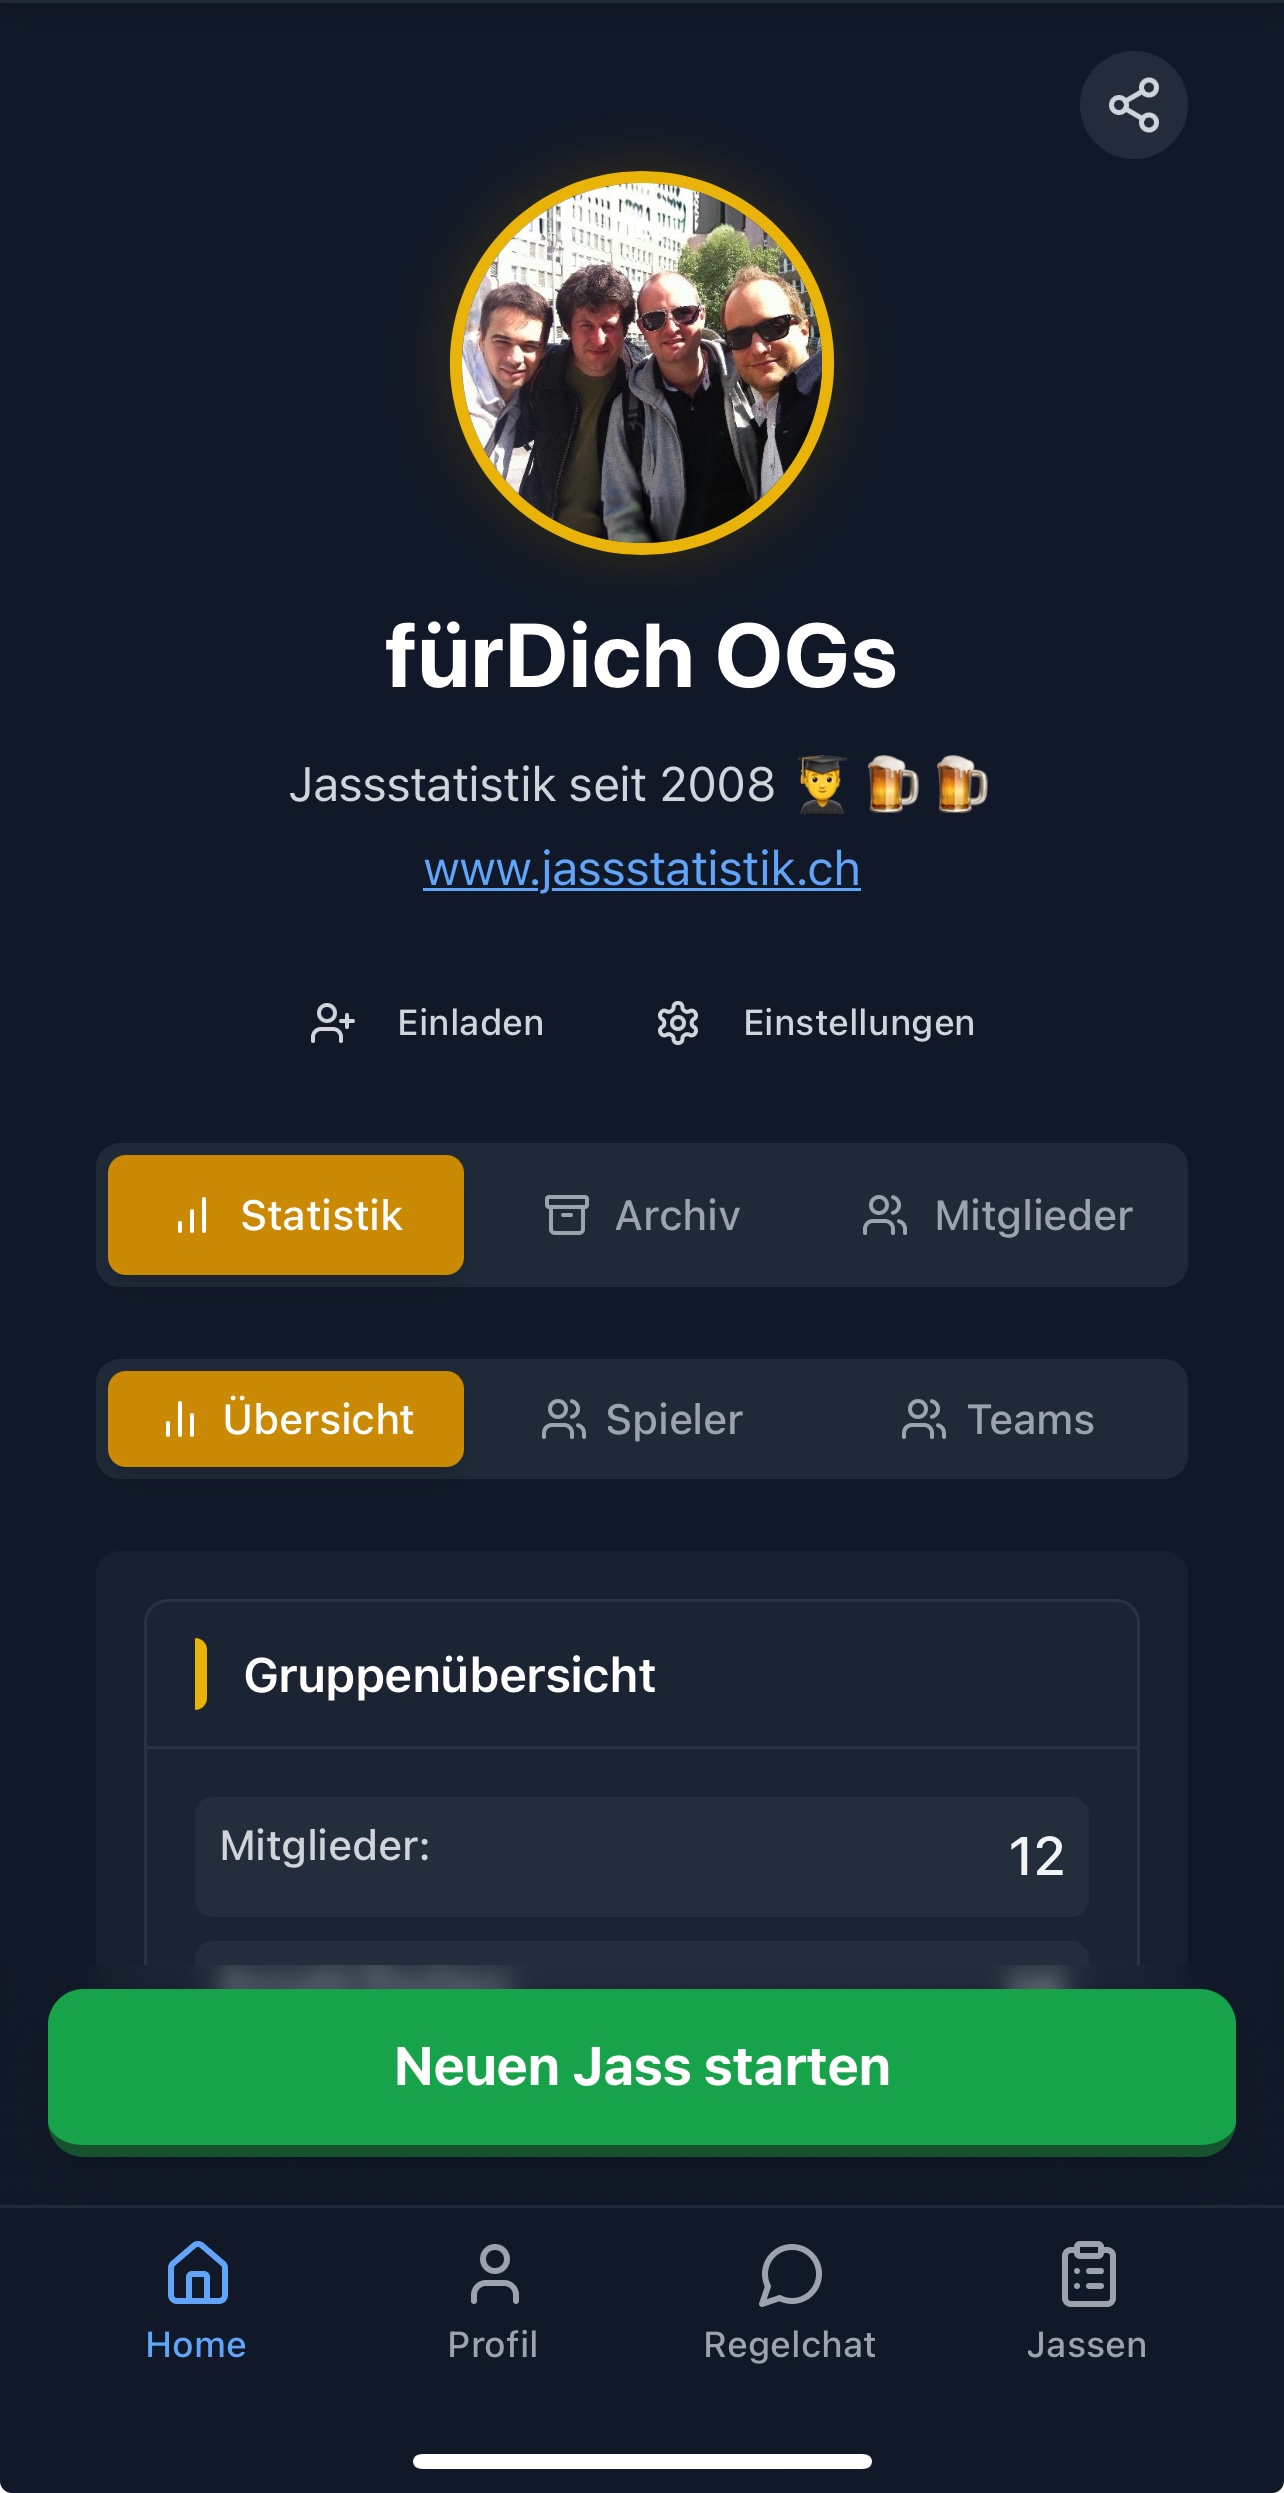 fürDich OGs
Jassstatistik seit 2008 👨‍🎓🍺🍺
www.jassstatistik.ch
Einladen Einstellungen
Statistik Archiv Mitglieder
Übersicht Spieler Teams
Gruppenübersicht
Mitglieder: 12
Neuen Jass starten
Home Profil Regelchat Jassen